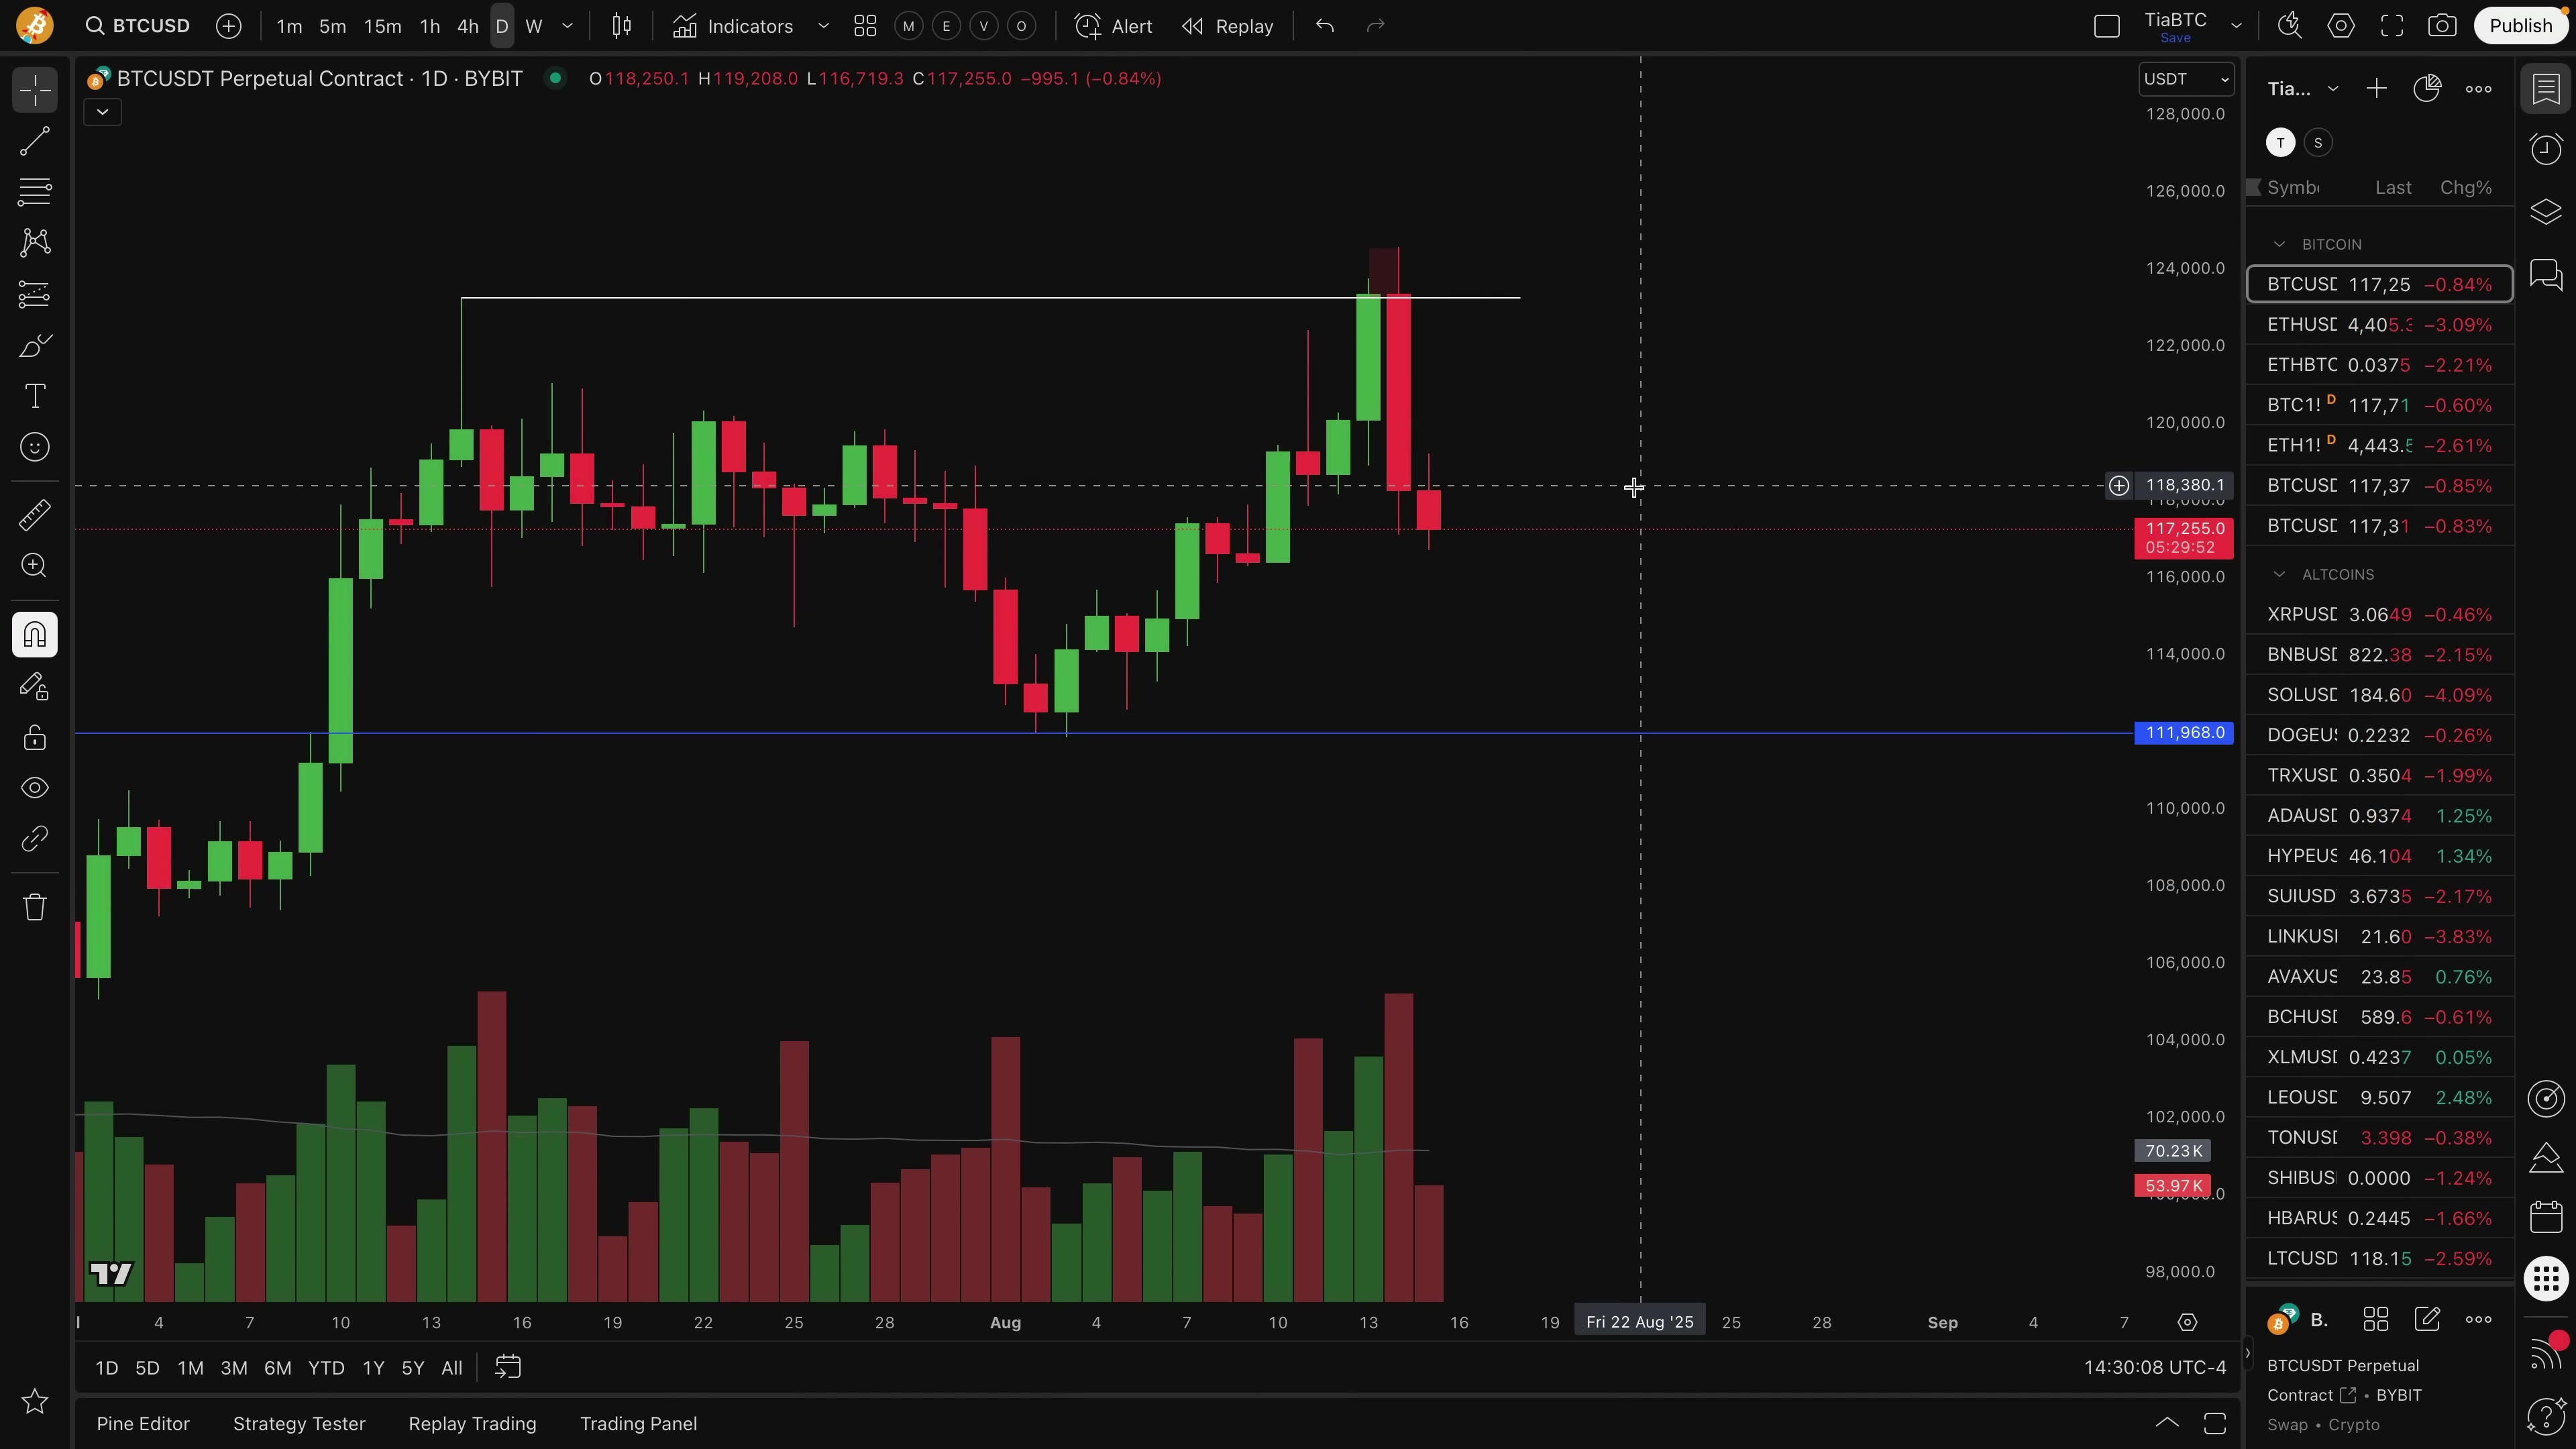 BTCUSD 1m 5m 15m 1h 4h D W Indicators M E V O Alert Replay TiaBTC Save Publish
BTCUSDT Perpetual Contract · 1D · BYBIT O118,250.1 H119,208.0 L116,719.3 C117,255.0 −995.1 (−0.84%)
USDT
128,000.0
126,000.0
124,000.0
122,000.0
120,000.0
118,380.1
118,000.0
117,255.0
05:29:52
116,000.0
114,000.0
111,968.0
110,000.0
108,000.0
106,000.0
104,000.0
102,000.0
70.23K
53.97K
98,000.0
4 7 10 13 16 19 22 25 28 Aug 4 7 10 13 16 19 Fri 22 Aug '25 25 28 Sep 4 7
1D 5D 1M 3M 6M YTD 1Y 5Y All
14:30:08 UTC-4
Pine Editor Strategy Tester Replay Trading Trading Panel
Tia...
T S
Symb Last Chg%
BITCOIN
BTCUSD 117,25 −0.84%
ETHUSD 4,405.3 −3.09%
ETHBTC 0.0375 −2.21%
BTC1! D 117,71 −0.60%
ETH1! D 4,443.5 −2.61%
BTCUSD 117,37 −0.85%
BTCUSD 117,31 −0.83%
ALTCOINS
XRPUSD 3.0649 −0.46%
BNBUSD 822.38 −2.15%
SOLUSD 184.60 −4.09%
DOGEUS 0.2232 −0.26%
TRXUSD 0.3504 −1.99%
ADAUSD 0.9374 1.25%
HYPEUS 46.104 1.34%
SUIUSD 3.6735 −2.17%
LINKUS 21.60 −3.83%
AVAXUS 23.85 0.76%
BCHUSD 589.6 −0.61%
XLMUSD 0.4237 0.05%
LEOUSD 9.507 2.48%
TONUSD 3.398 −0.38%
SHIBUS 0.0000 −1.24%
HBARUS 0.2445 −1.66%
LTCUSD 118.15 −2.59%
B.
BTCUSDT Perpetual
Contract • BYBIT
Swap • Crypto